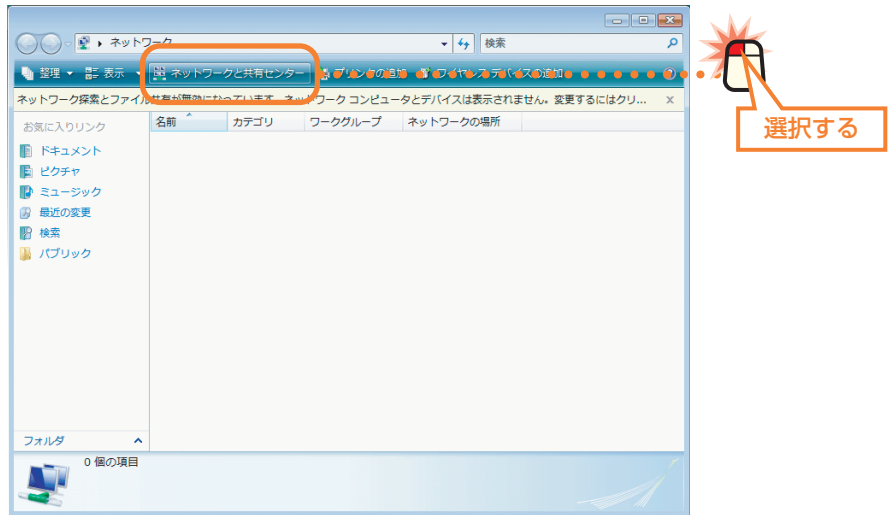 ネットワーク
検索
整理 表示 ネットワークと共有センター プリンタの追加 ワイヤレス デバイスの追加
ネットワーク探索とファイル共有が無効になっています。ネットワーク コンピュータとデバイスは表示されません。変更するにはクリ...
選択する
お気に入りリンク
名前 カテゴリ ワークグループ ネットワークの場所
ドキュメント
ピクチャ
ミュージック
最近の変更
検索
パブリック
フォルダ
0 個の項目